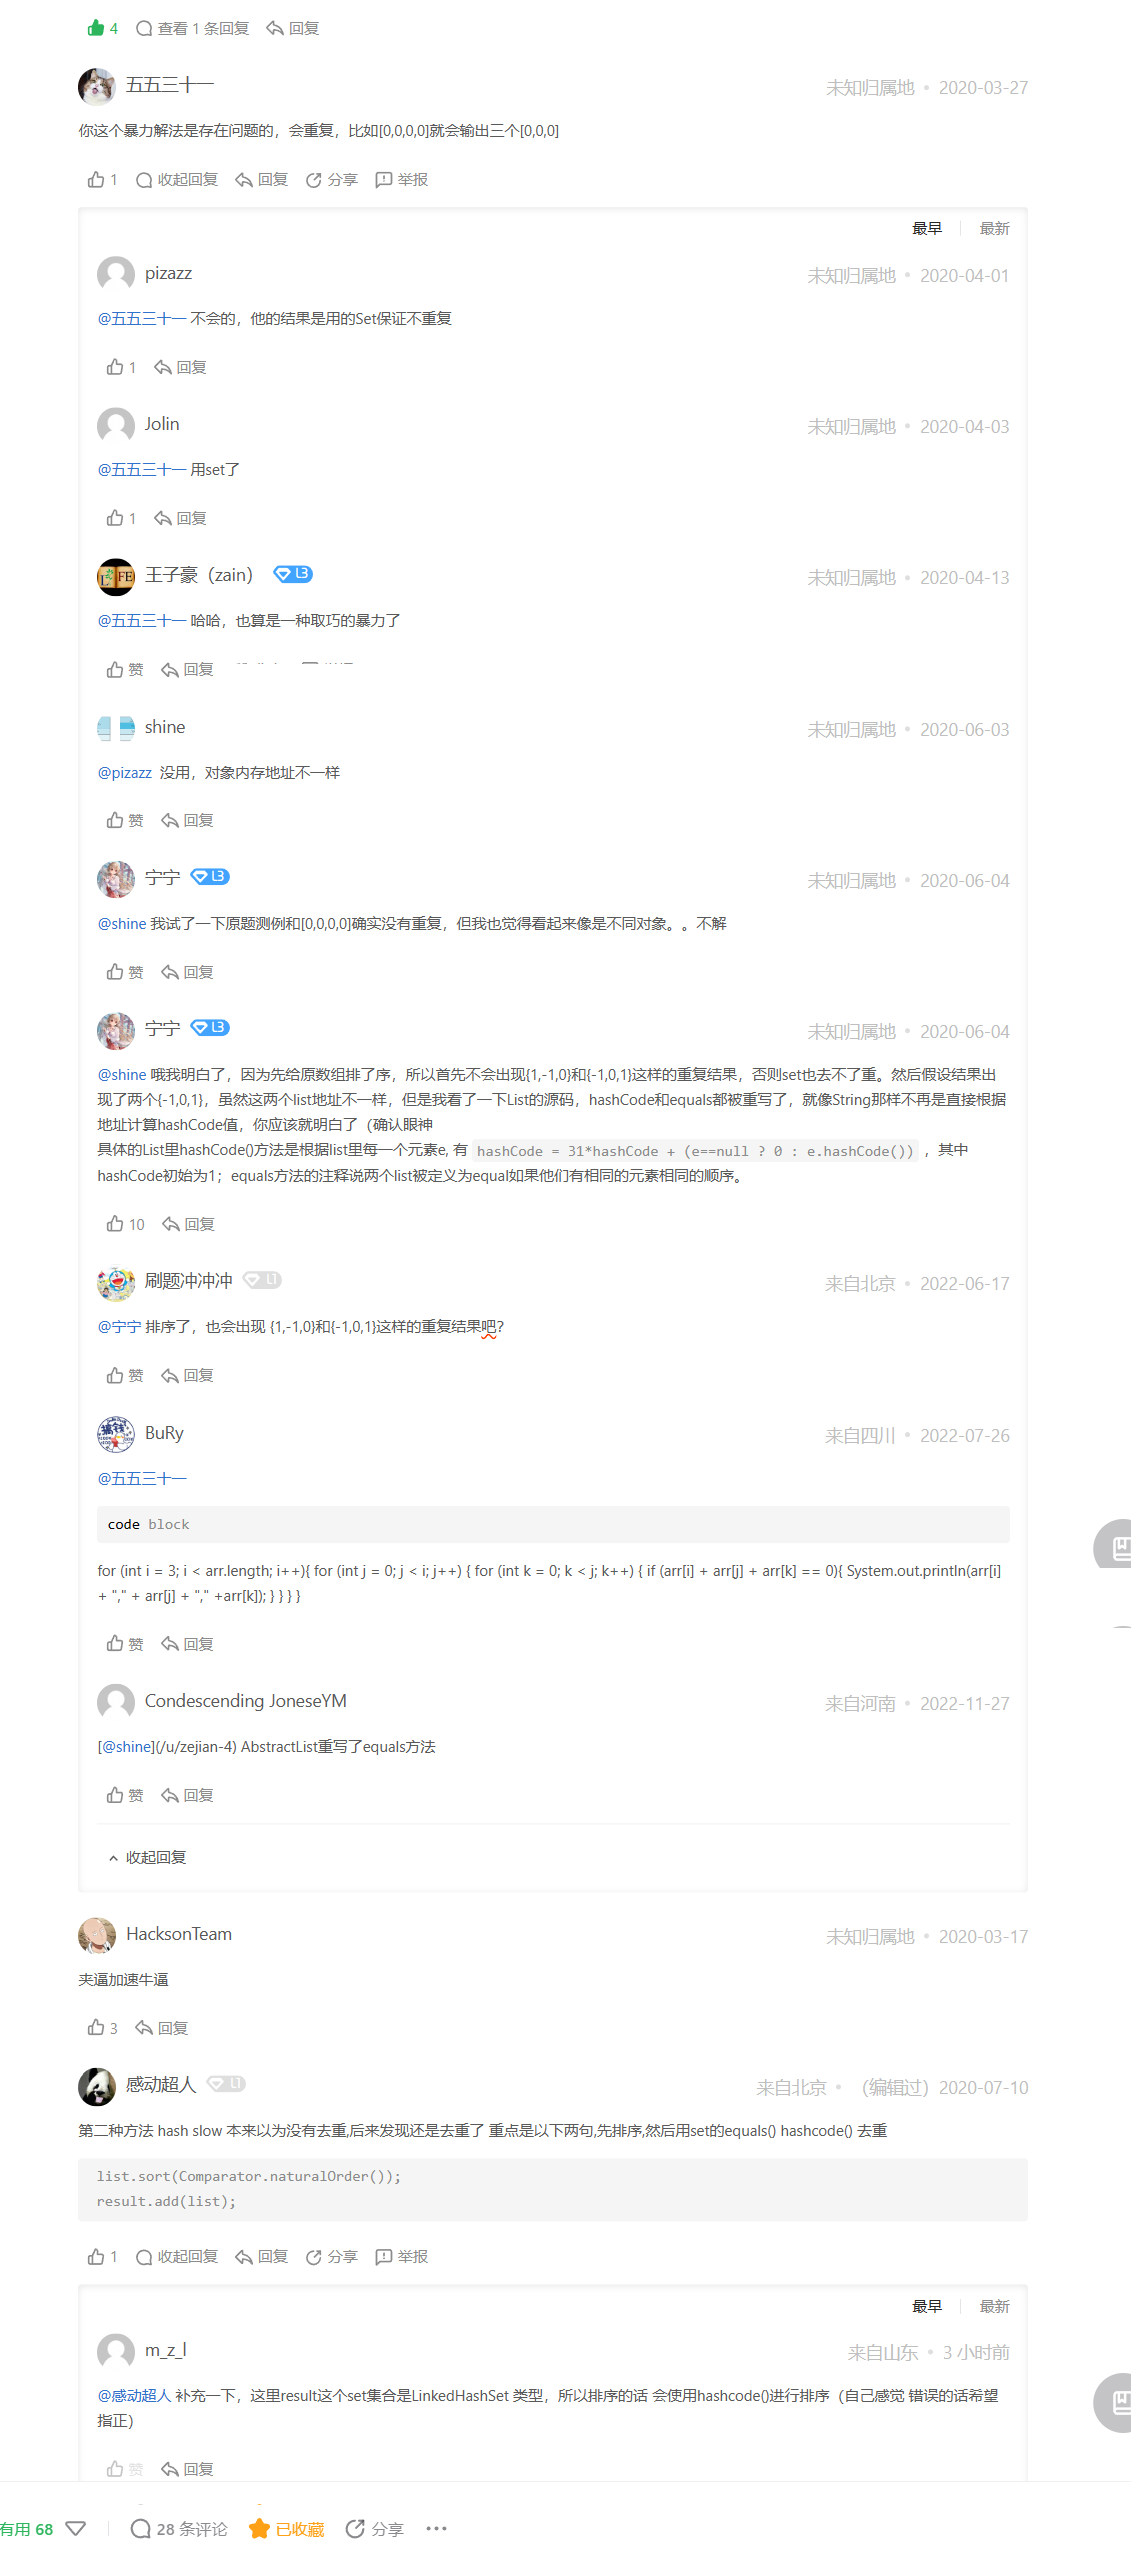 4 查看 1 条回复 回复
五五三十一 未知归属地 • 2020-03-27
你这个暴力解法是存在问题的，会重复，比如[0,0,0,0]就会输出三个[0,0,0]
1 收起回复 回复 分享 举报
最早 最新
pizazz 未知归属地 • 2020-04-01
@五五三十一 不会的，他的结果是用的Set保证不重复
1 回复
Jolin 未知归属地 • 2020-04-03
@五五三十一 用set了
1 回复
王子豪（zain） L3 未知归属地 • 2020-04-13
@五五三十一 哈哈，也算是一种取巧的暴力了
赞 回复
shine 未知归属地 • 2020-06-03
@pizazz 没用，对象内存地址不一样
赞 回复
宁宁 L3 未知归属地 • 2020-06-04
@shine 我试了一下原题测例和[0,0,0,0]确实没有重复，但我也觉得看起来像是不同对象。。不解
赞 回复
宁宁 L3 未知归属地 • 2020-06-04
@shine 哦我明白了，因为先给原数组排了序，所以首先不会出现{1,-1,0}和{-1,0,1}这样的重复结果，否则set也去不了重。然后假设结果出
现了两个{-1,0,1}，虽然这两个list地址不一样，但是我看了一下List的源码，hashCode和equals都被重写了，就像String那样不再是直接根据
地址计算hashCode值，你应该就明白了（确认眼神
具体的List里hashCode()方法是根据list里每一个元素e, 有 hashCode = 31*hashCode + (e==null ? 0 : e.hashCode()) ，其中
hashCode初始为1；equals方法的注释说两个list被定义为equal如果他们有相同的元素相同的顺序。
10 回复
刷题冲冲冲 L1 来自北京 • 2022-06-17
@宁宁 排序了，也会出现 {1,-1,0}和{-1,0,1}这样的重复结果吧?
赞 回复
BuRy 来自四川 • 2022-07-26
@五五三十一
code block
for (int i = 3; i < arr.length; i++){ for (int j = 0; j < i; j++) { for (int k = 0; k < j; k++) { if (arr[i] + arr[j] + arr[k] == 0){ System.out.println(arr[i]
+ "," + arr[j] + "," +arr[k]); } } } }
赞 回复
Condescending JoneseYM 来自河南 • 2022-11-27
[@shine](/u/zejian-4) AbstractList重写了equals方法
赞 回复
收起回复
HacksonTeam 未知归属地 • 2020-03-17
夹逼加速牛逼
3 回复
感动超人 L1 来自北京 • （编辑过）2020-07-10
第二种方法 hash slow 本来以为没有去重,后来发现还是去重了 重点是以下两句,先排序,然后用set的equals() hashcode() 去重
list.sort(Comparator.naturalOrder());
result.add(list);
1 收起回复 回复 分享 举报
最早 最新
m_z_l 来自山东 • 3 小时前
@感动超人 补充一下，这里result这个set集合是LinkedHashSet 类型，所以排序的话 会使用hashcode()进行排序（自己感觉 错误的话希望
指正）
赞 回复
有用 68 28 条评论 已收藏 分享 •••